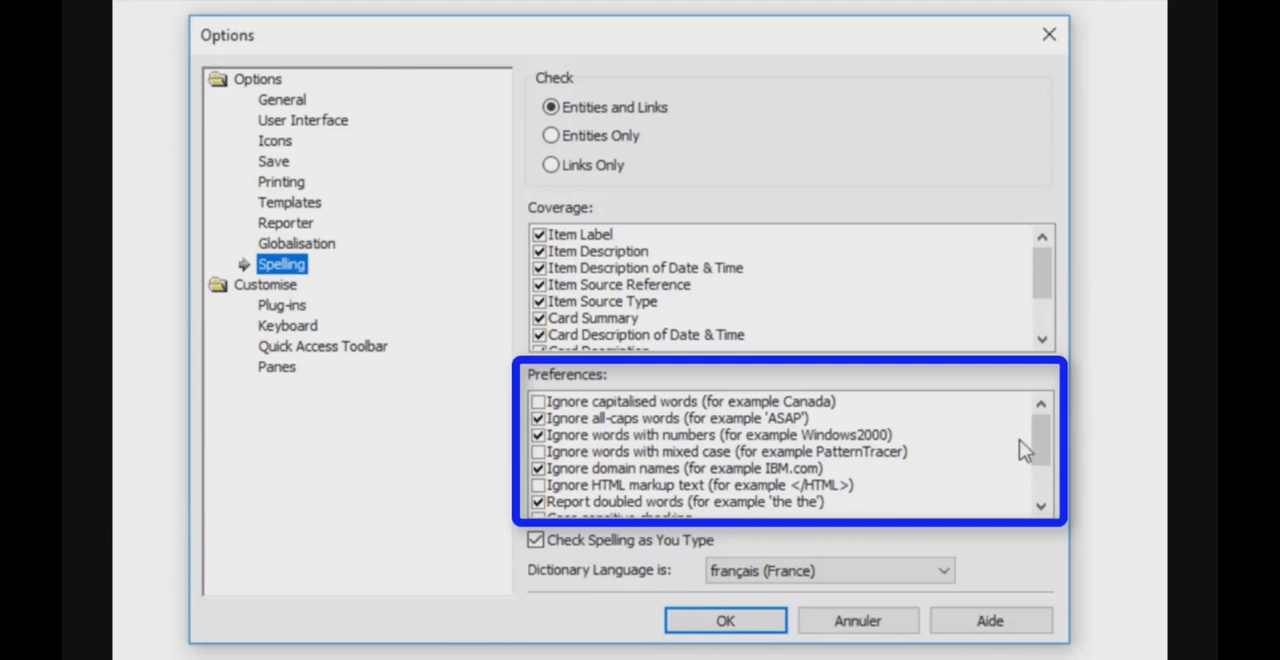 Options
Options
General
User Interface
Icons
Save
Printing
Templates
Reporter
Globalisation
Spelling
Customise
Plug-ins
Keyboard
Quick Access Toolbar
Panes
Check
Entities and Links
Entities Only
Links Only
Coverage:
Item Label
Item Description
Item Description of Date & Time
Item Source Reference
Item Source Type
Card Summary
Card Description of Date & Time
Preferences:
Ignore capitalised words (for example Canada)
Ignore all-caps words (for example 'ASAP')
Ignore words with numbers (for example Windows2000)
Ignore words with mixed case (for example PatternTracer)
Ignore domain names (for example IBM.com)
Ignore HTML markup text (for example </HTML>)
Report doubled words (for example 'the the')
Check Spelling as You Type
Dictionary Language is: français (France)
OK Annuler Aide